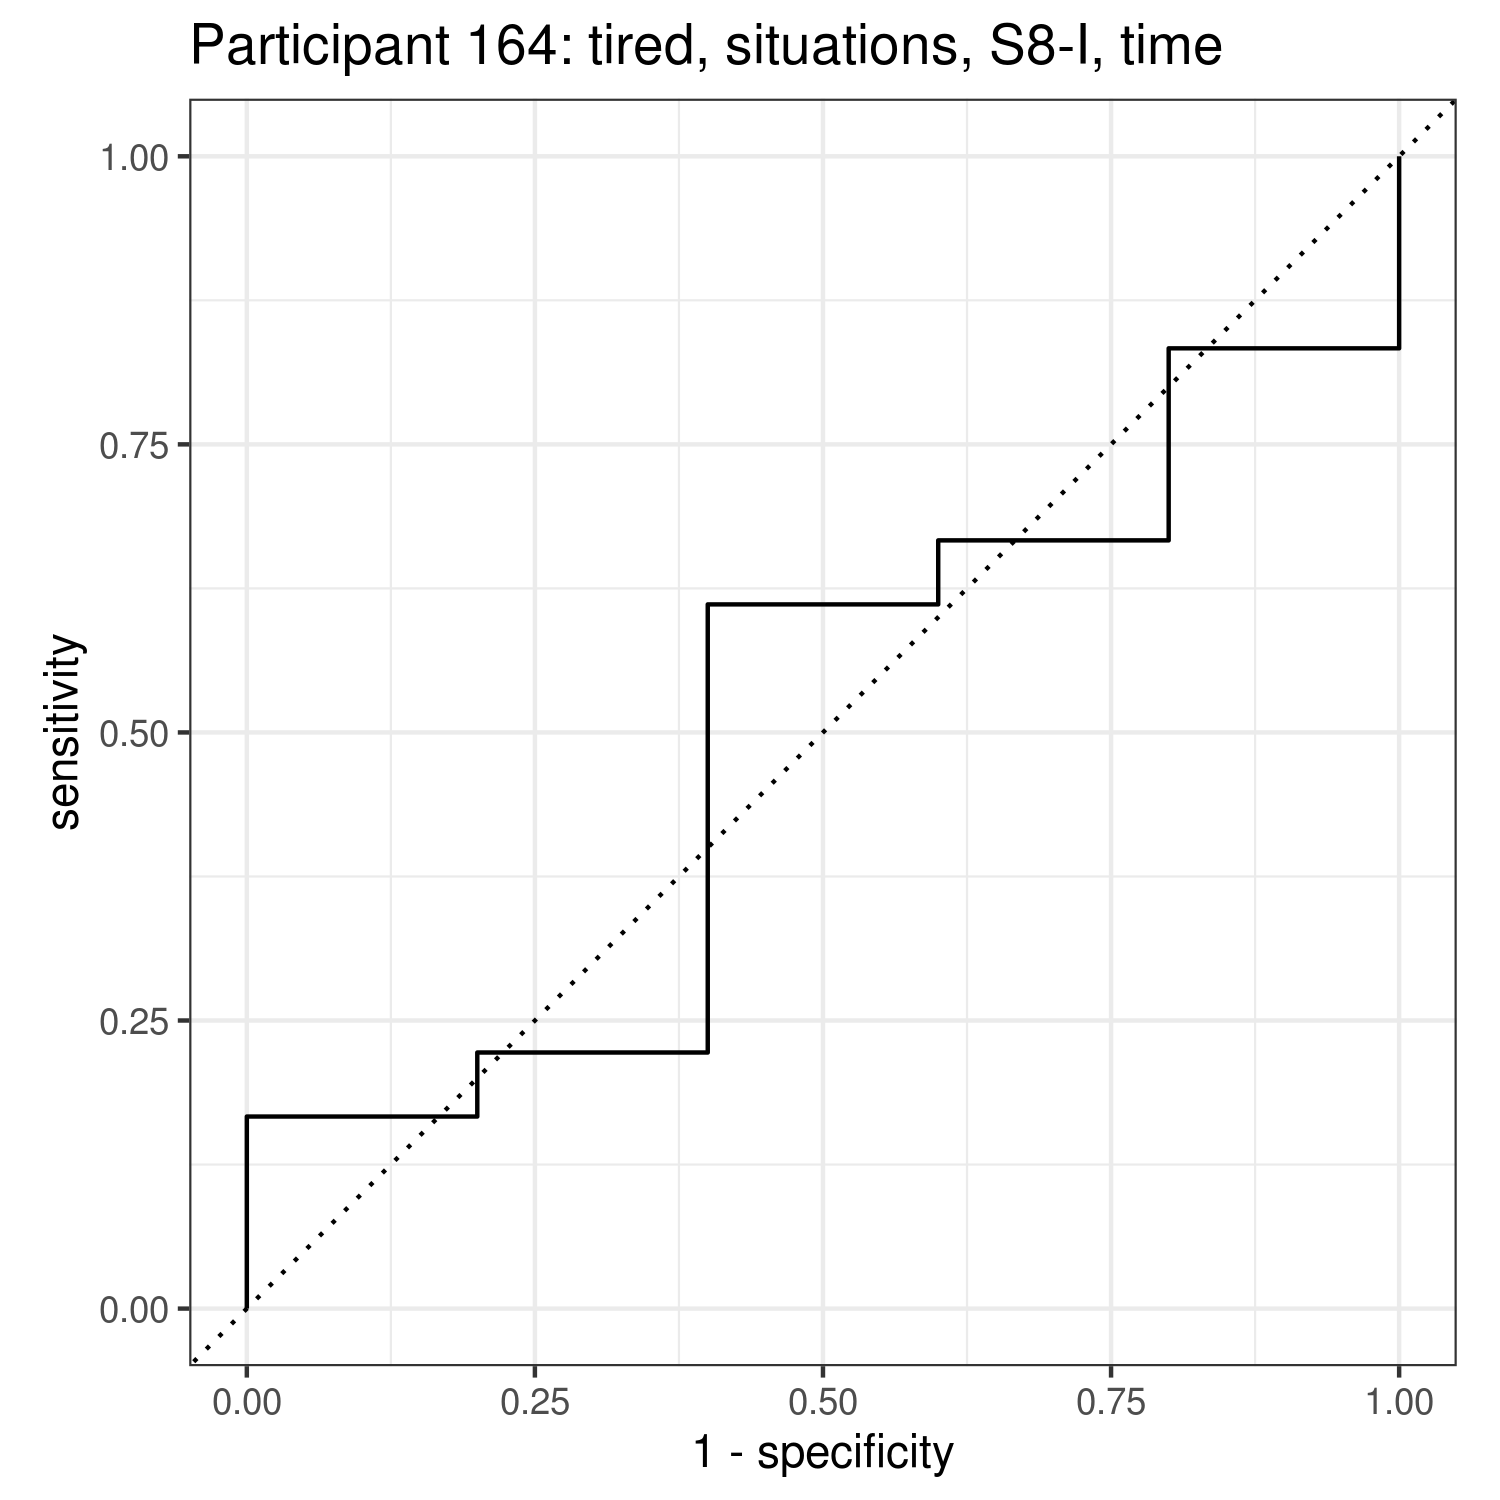 Participant 164: tired, situations, S8-I, time
1.00
0.75
0.50
0.25
0.00
sensitivity
0.00 0.25 0.50 0.75 1.00
1 - specificity